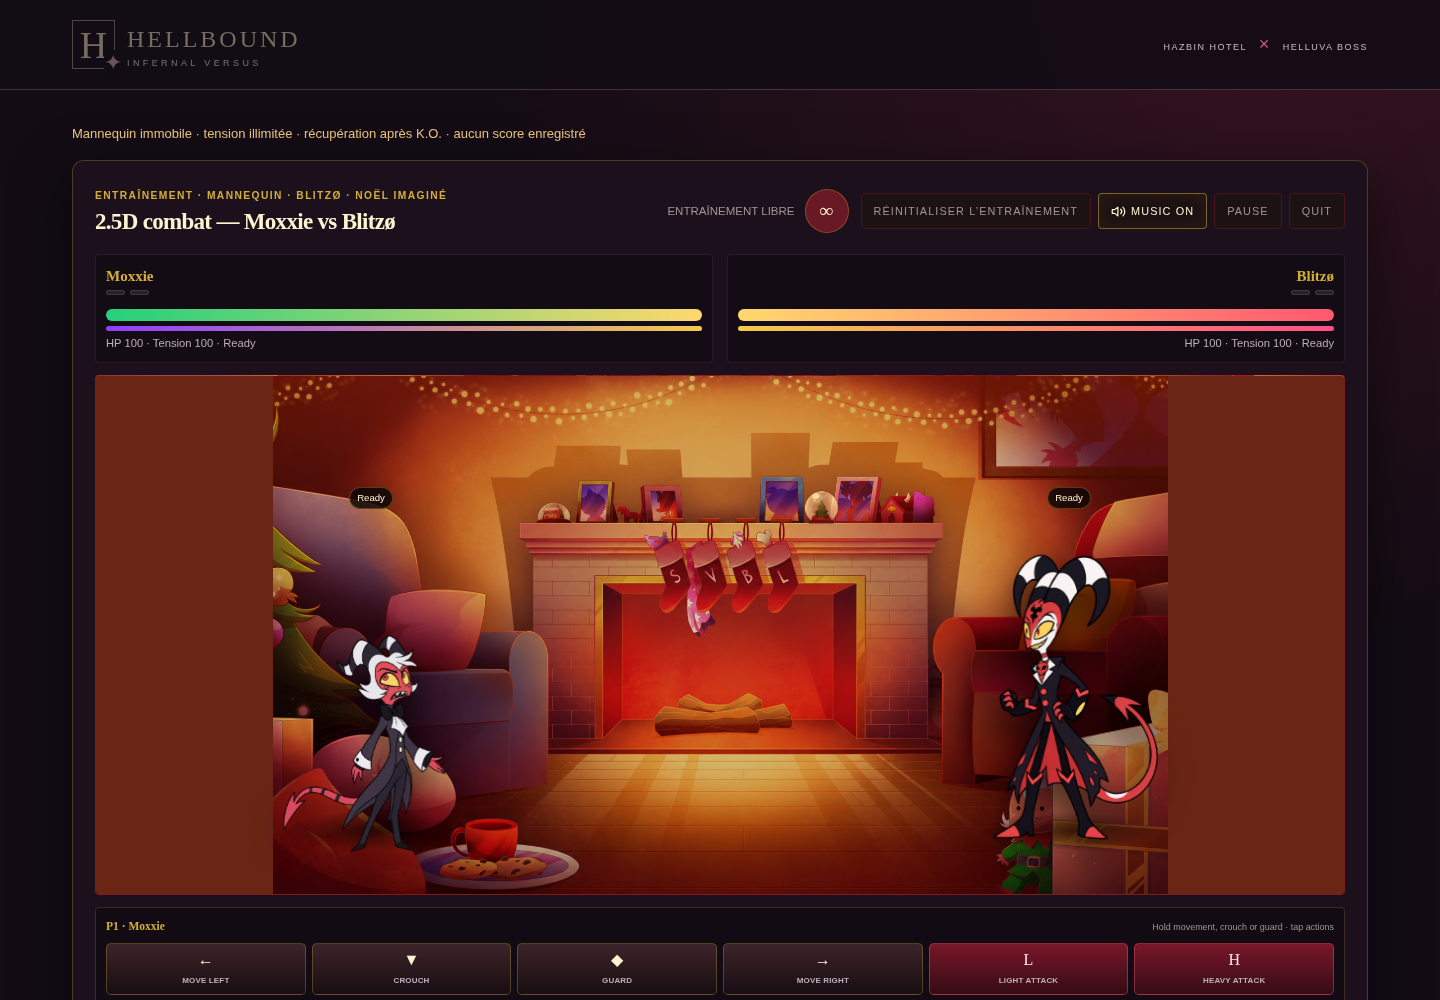 H HELLBOUND
INFERNAL VERSUS
HAZBIN HOTEL × HELLUVA BOSS
Mannequin immobile · tension illimitée · récupération après K.O. · aucun score enregistré
ENTRAÎNEMENT · MANNEQUIN · BLITZØ · NOËL IMAGINÉ
2.5D combat — Moxxie vs Blitzø
ENTRAÎNEMENT LIBRE ∞ RÉINITIALISER L'ENTRAÎNEMENT MUSIC ON PAUSE QUIT
Moxxie
HP 100 · Tension 100 · Ready
Blitzø
HP 100 · Tension 100 · Ready
Ready
Ready
S V B L
P1 · Moxxie
Hold movement, crouch or guard · tap actions
← ▼ ◆ → L H
MOVE LEFT CROUCH GUARD MOVE RIGHT LIGHT ATTACK HEAVY ATTACK